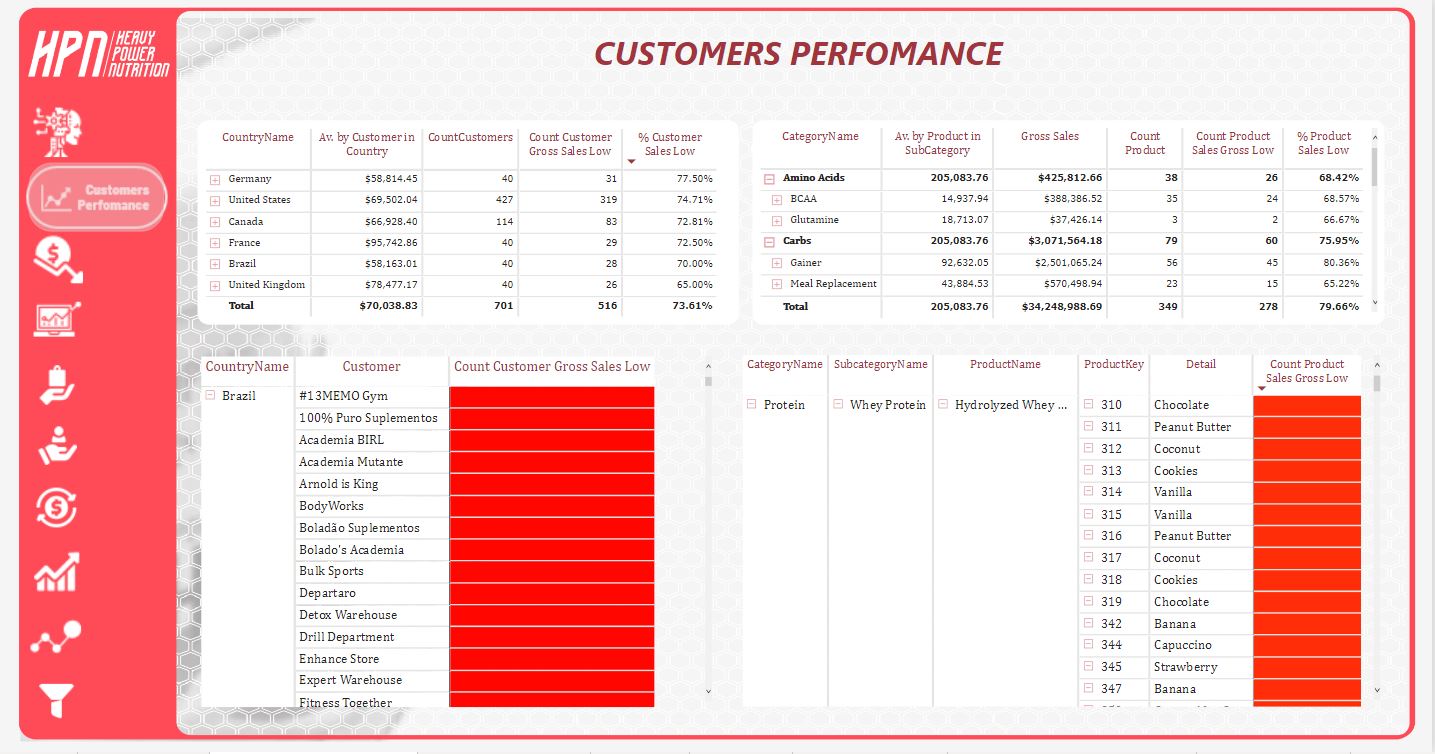 HPN HEAVY
POWER
NUTRITION
CUSTOMERS PERFOMANCE
Customers
Perfomance
CountryName Av. by Customer in Country CountCustomers Count Customer Gross Sales Low % Customer Sales Low
Germany $58,814.45 40 31 77.50%
United States $69,502.04 427 319 74.71%
Canada $66,928.40 114 83 72.81%
France $95,742.86 40 29 72.50%
Brazil $58,163.01 40 28 70.00%
United Kingdom $78,477.17 40 26 65.00%
Total $70,038.83 701 516 73.61%
CategoryName Av. by Product in SubCategory Gross Sales Count Product Count Product Sales Gross Low % Product Sales Low
Amino Acids 205,083.76 $425,812.66 38 26 68.42%
BCAA 14,937.94 $388,386.52 35 24 68.57%
Glutamine 18,713.07 $37,426.14 3 2 66.67%
Carbs 205,083.76 $3,071,564.18 79 60 75.95%
Gainer 92,632.05 $2,501,065.24 56 45 80.36%
Meal Replacement 43,884.53 $570,498.94 23 15 65.22%
Total 205,083.76 $34,248,988.69 349 278 79.66%
CountryName Customer Count Customer Gross Sales Low
Brazil #13MEMO Gym
100% Puro Suplementos
Academia BIRL
Academia Mutante
Arnold is King
BodyWorks
Boladão Suplementos
Bolado's Academia
Bulk Sports
Departaro
Detox Warehouse
Drill Department
Enhance Store
Expert Warehouse
Fitness Together
CategoryName SubcategoryName ProductName ProductKey Detail Count Product Sales Gross Low
Protein Whey Protein Hydrolyzed Whey ... 310 Chocolate
311 Peanut Butter
312 Coconut
313 Cookies
314 Vanilla
315 Vanilla
316 Peanut Butter
317 Coconut
318 Cookies
319 Chocolate
342 Banana
344 Capuccino
345 Strawberry
347 Banana